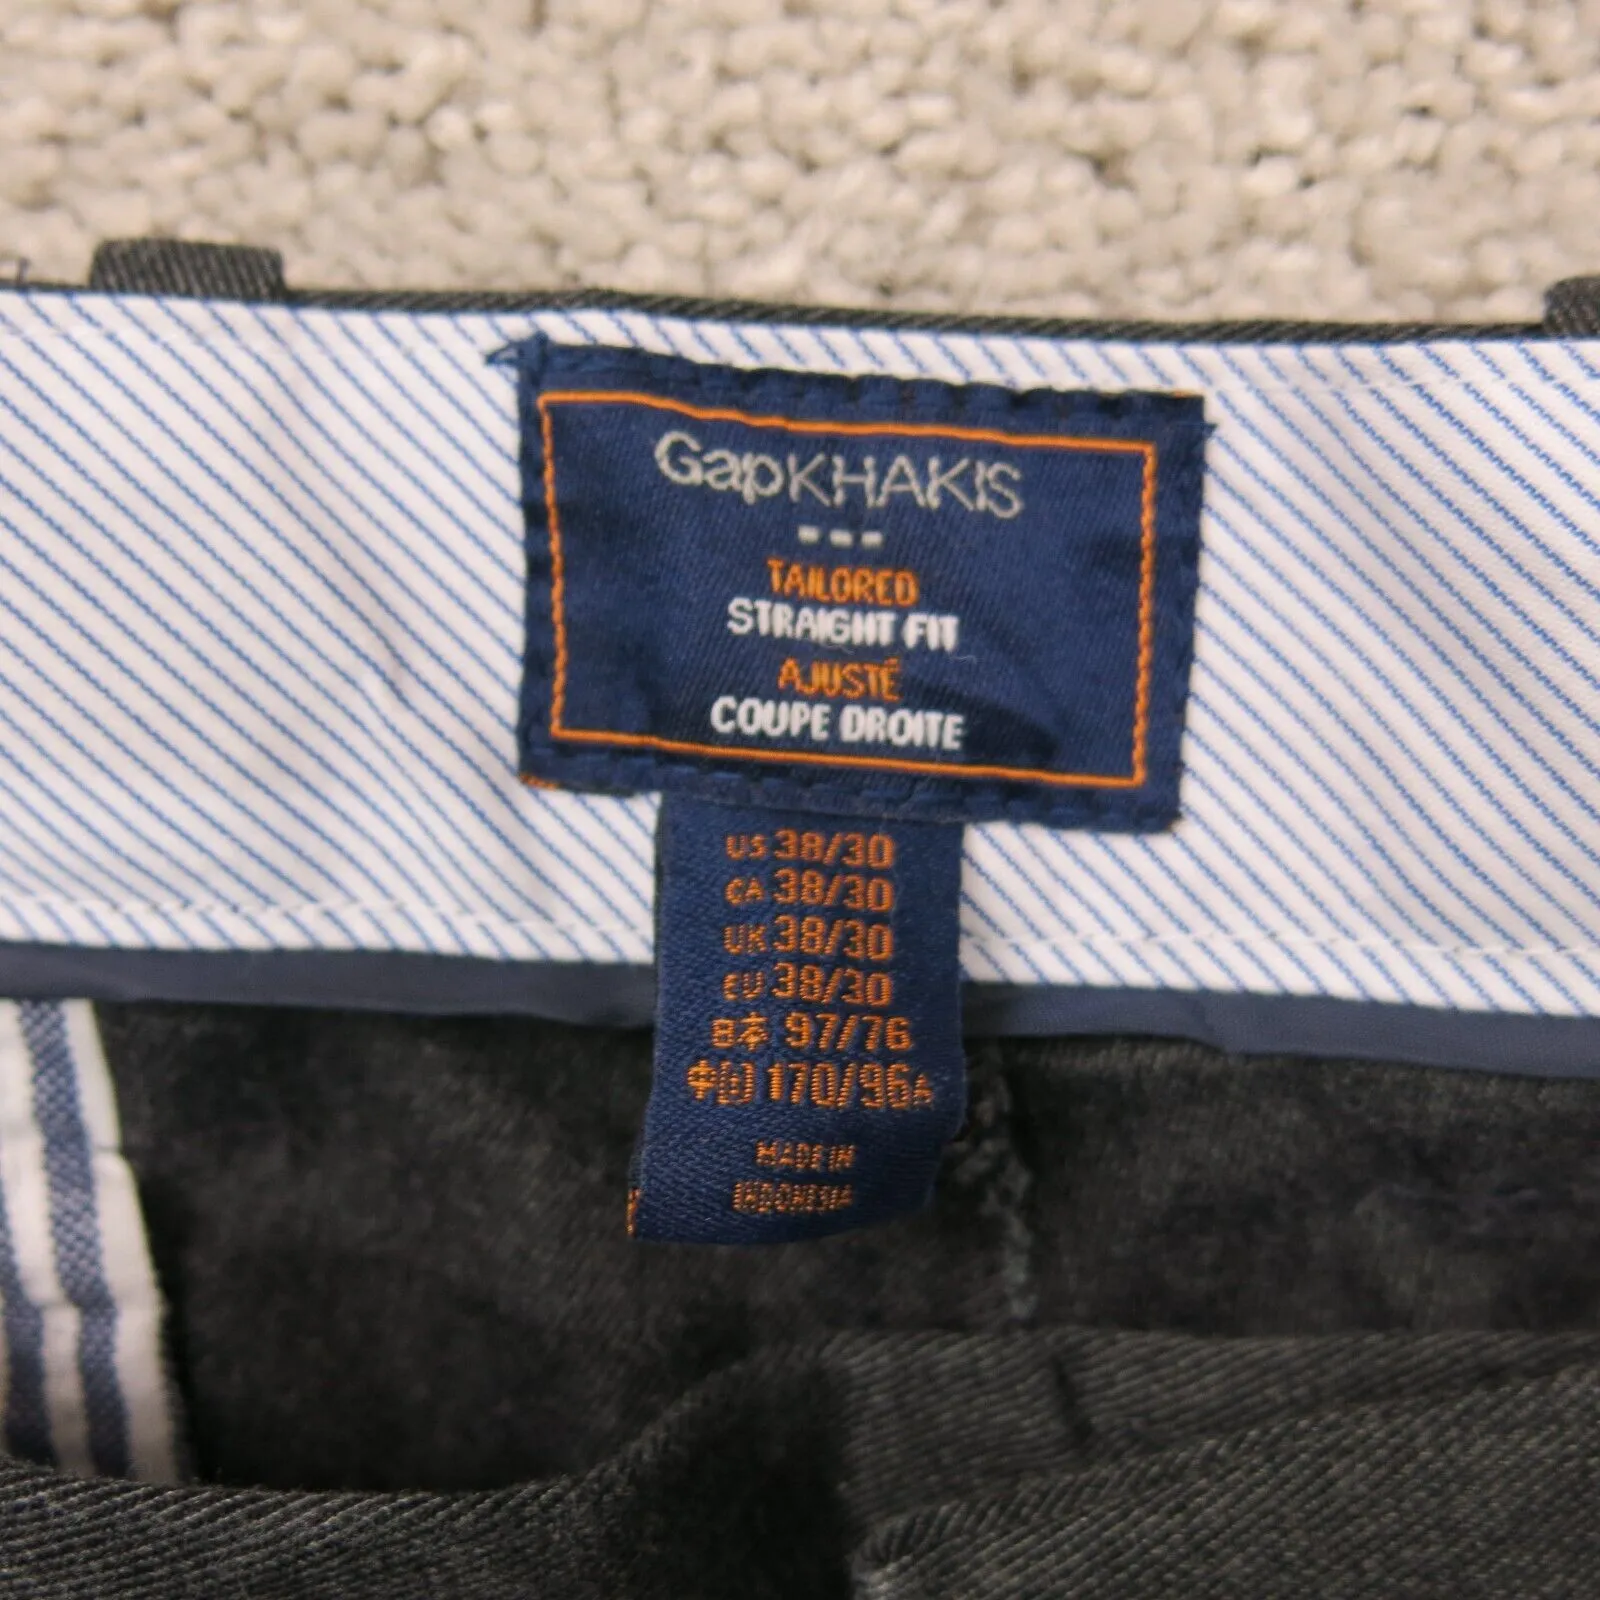 GapKHAKIS
TAILORED
STRAIGHT FIT
AJUSTÉ
COUPE DROITE
US 38/30
CA 38/30
UK 38/30
EU 38/30
日本 97/76
中国 170/96A
MADE IN
INDONESIA